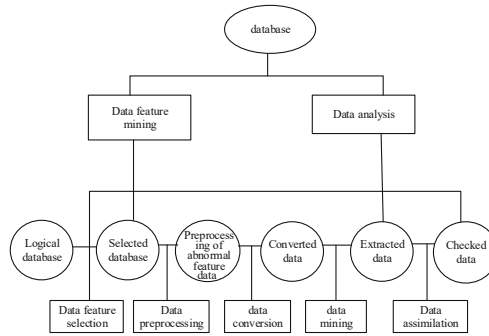 database
Data feature
mining
Data analysis
Logical
database
Selected
database
Preprocess
ing of
abnormal
feature
data
Converted
data
Extracted
data
Checked
data
Data feature
selection
Data
preprocessing
data
conversion
data
mining
Data
assimilation